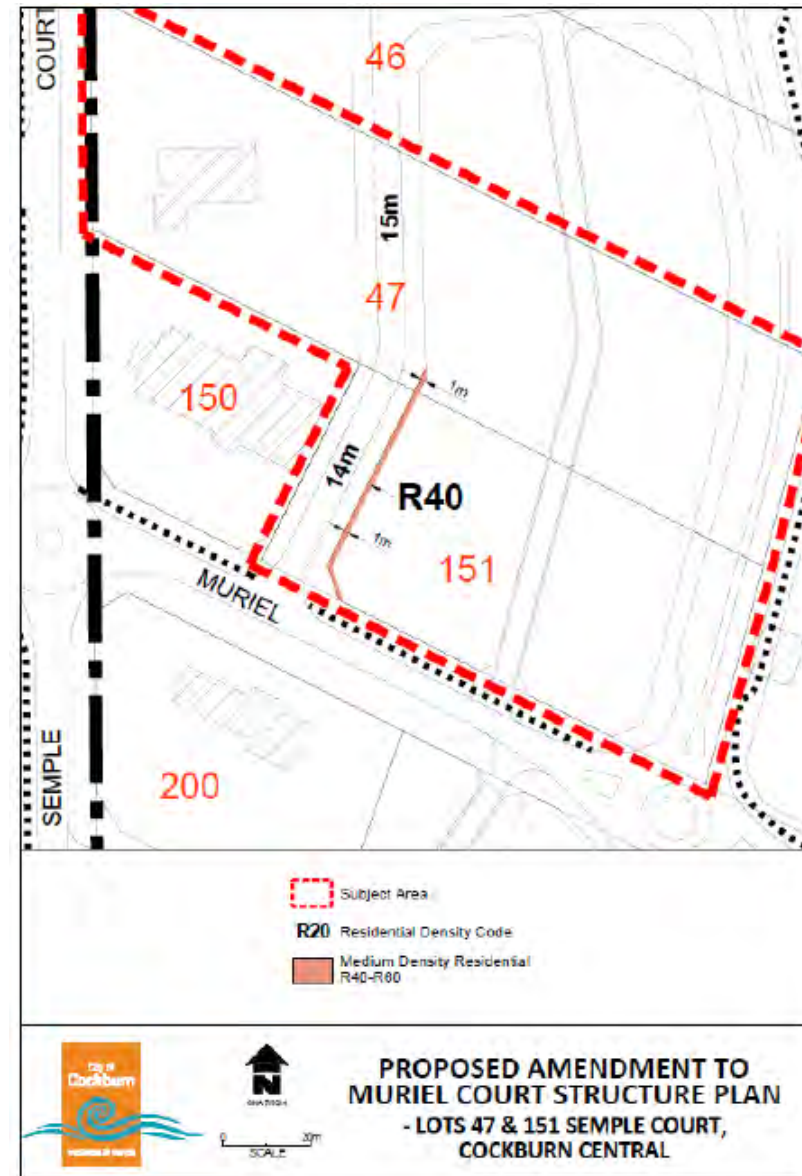 COURT
46
15m
47
150
1m
14m
R40
1m
151
MURIEL
SEMPLE
200
Subject Area
R20 Residential Density Code
Medium Density Residential
R40-R60
City of
Cockburn
N
0 20m
SCALE
PROPOSED AMENDMENT TO
MURIEL COURT STRUCTURE PLAN
- LOTS 47 & 151 SEMPLE COURT,
COCKBURN CENTRAL